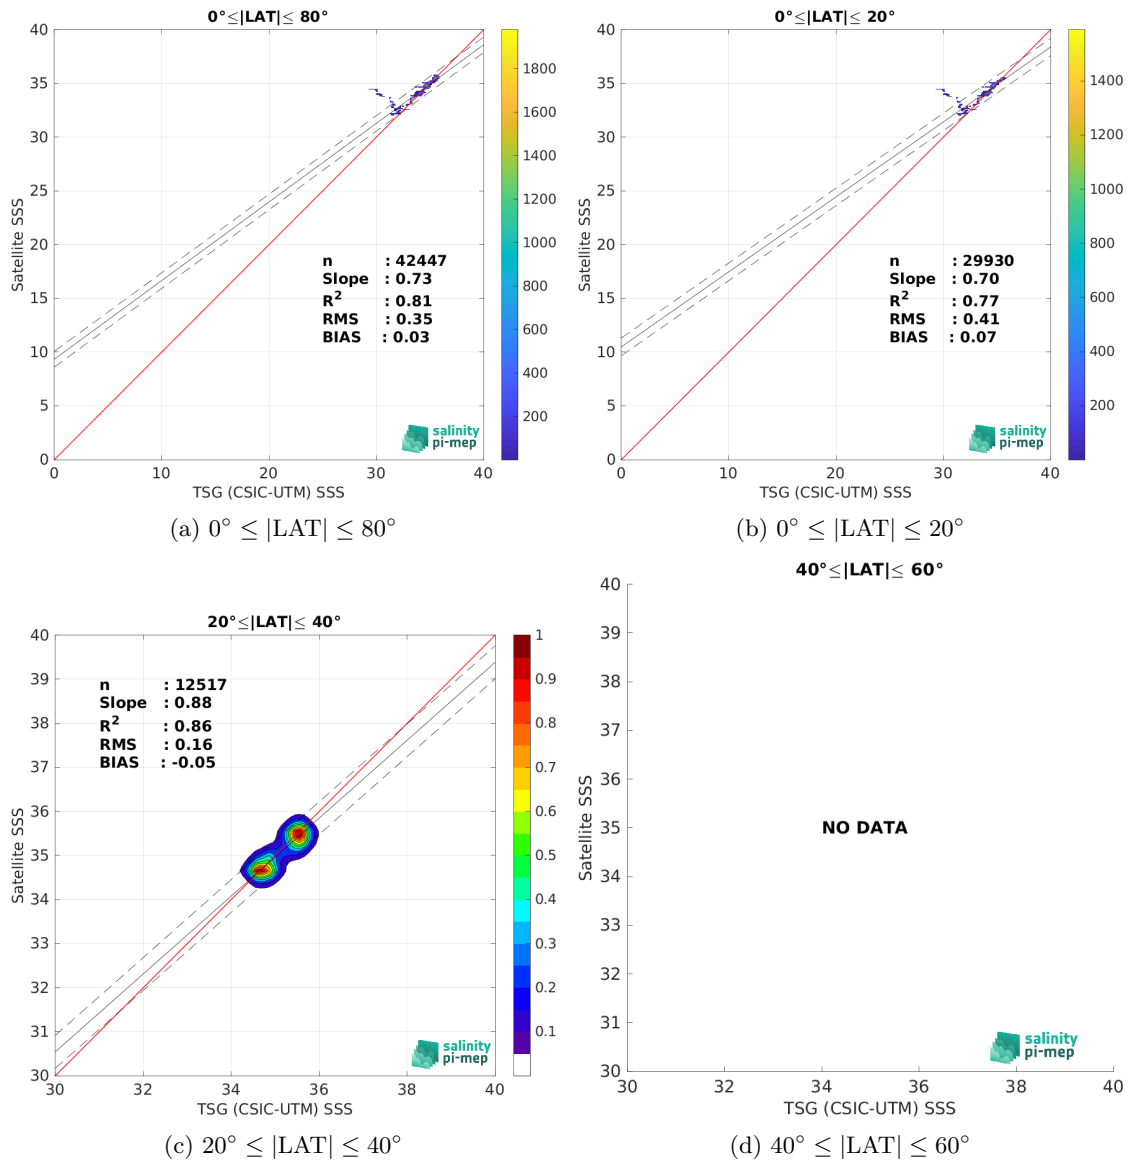 0°≤|LAT|≤ 80°
40
35
30
25
20
15
10
5
0
Satellite SSS
n : 42447
Slope : 0.73
R2 : 0.81
RMS : 0.35
BIAS : 0.03
salinity
pi-mep
0 10 20 30 40
TSG (CSIC-UTM) SSS
1800
1600
1400
1200
1000
800
600
400
200
(a) 0° ≤ |LAT| ≤ 80°
0°≤|LAT|≤ 20°
40
35
30
25
20
15
10
5
0
Satellite SSS
n : 29930
Slope : 0.70
R2 : 0.77
RMS : 0.41
BIAS : 0.07
salinity
pi-mep
0 10 20 30 40
TSG (CSIC-UTM) SSS
1400
1200
1000
800
600
400
200
(b) 0° ≤ |LAT| ≤ 20°
20°≤|LAT|≤ 40°
40
39
38
37
36
35
34
33
32
31
30
Satellite SSS
n : 12517
Slope : 0.88
R2 : 0.86
RMS : 0.16
BIAS : -0.05
salinity
pi-mep
30 32 34 36 38 40
TSG (CSIC-UTM) SSS
1
0.9
0.8
0.7
0.6
0.5
0.4
0.3
0.2
0.1
(c) 20° ≤ |LAT| ≤ 40°
40°≤|LAT|≤ 60°
40
39
38
37
36
35
34
33
32
31
30
Satellite SSS
NO DATA
salinity
pi-mep
30 32 34 36 38 40
TSG (CSIC-UTM) SSS
(d) 40° ≤ |LAT| ≤ 60°